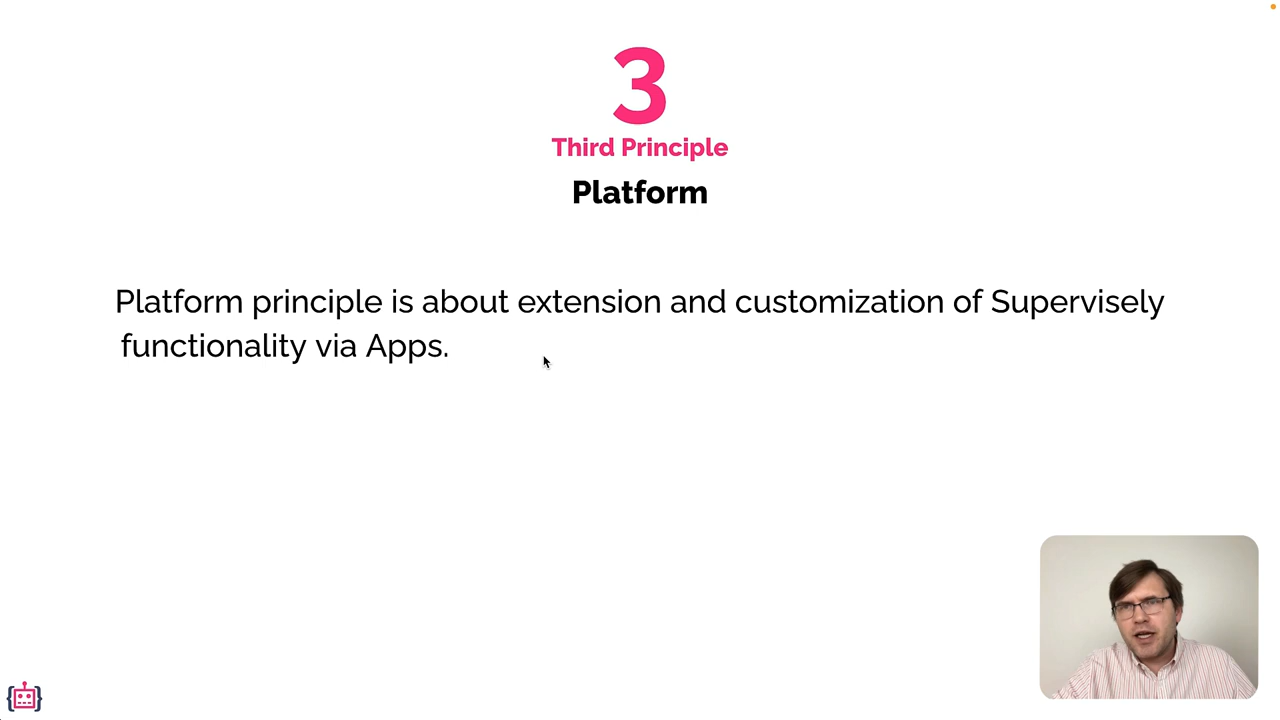 3
Third Principle
Platform
Platform principle is about extension and customization of Supervisely
functionality via Apps.